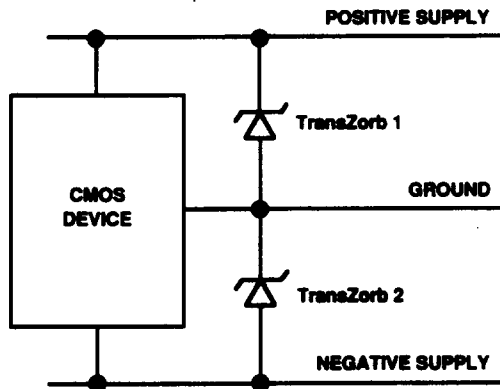 POSITIVE SUPPLY
TransZorb 1
CMOS
DEVICE
GROUND
TransZorb 2
NEGATIVE SUPPLY